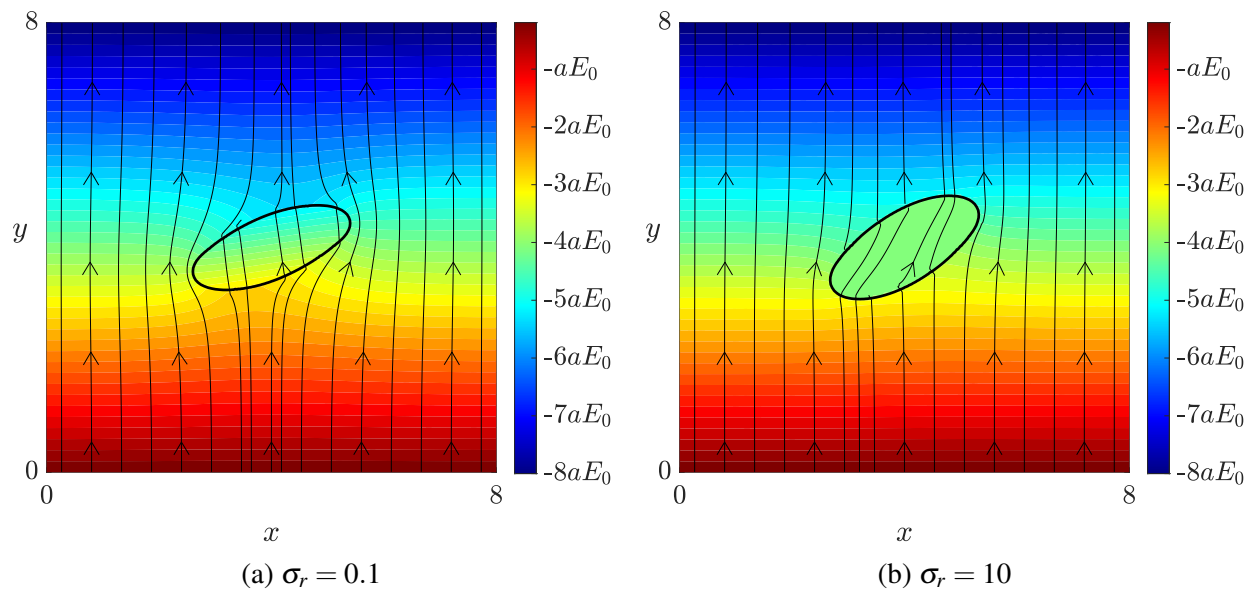 8
y
0
0
8
x
-aE₀
-2aE₀
-3aE₀
-4aE₀
-5aE₀
-6aE₀
-7aE₀
-8aE₀
(a) σᵣ = 0.1
8
y
0
0
8
x
-aE₀
-2aE₀
-3aE₀
-4aE₀
-5aE₀
-6aE₀
-7aE₀
-8aE₀
(b) σᵣ = 10